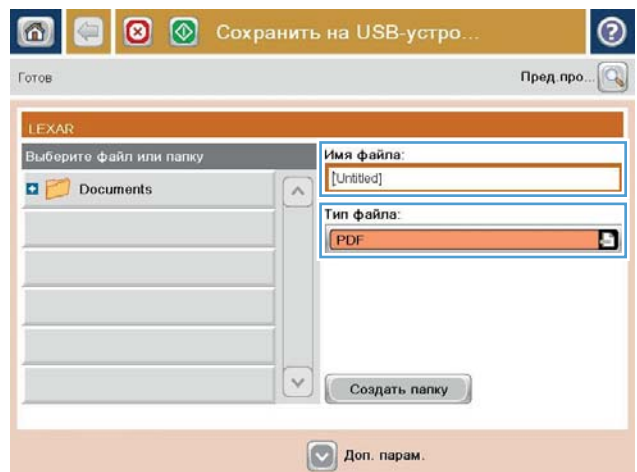 Сохранить на USB-устро...
Готов
Пред.про...
LEXAR
Выберите файл или папку
Documents
Имя файла:
[Untitled]
Тип файла:
PDF
Создать папку
Доп. парам.